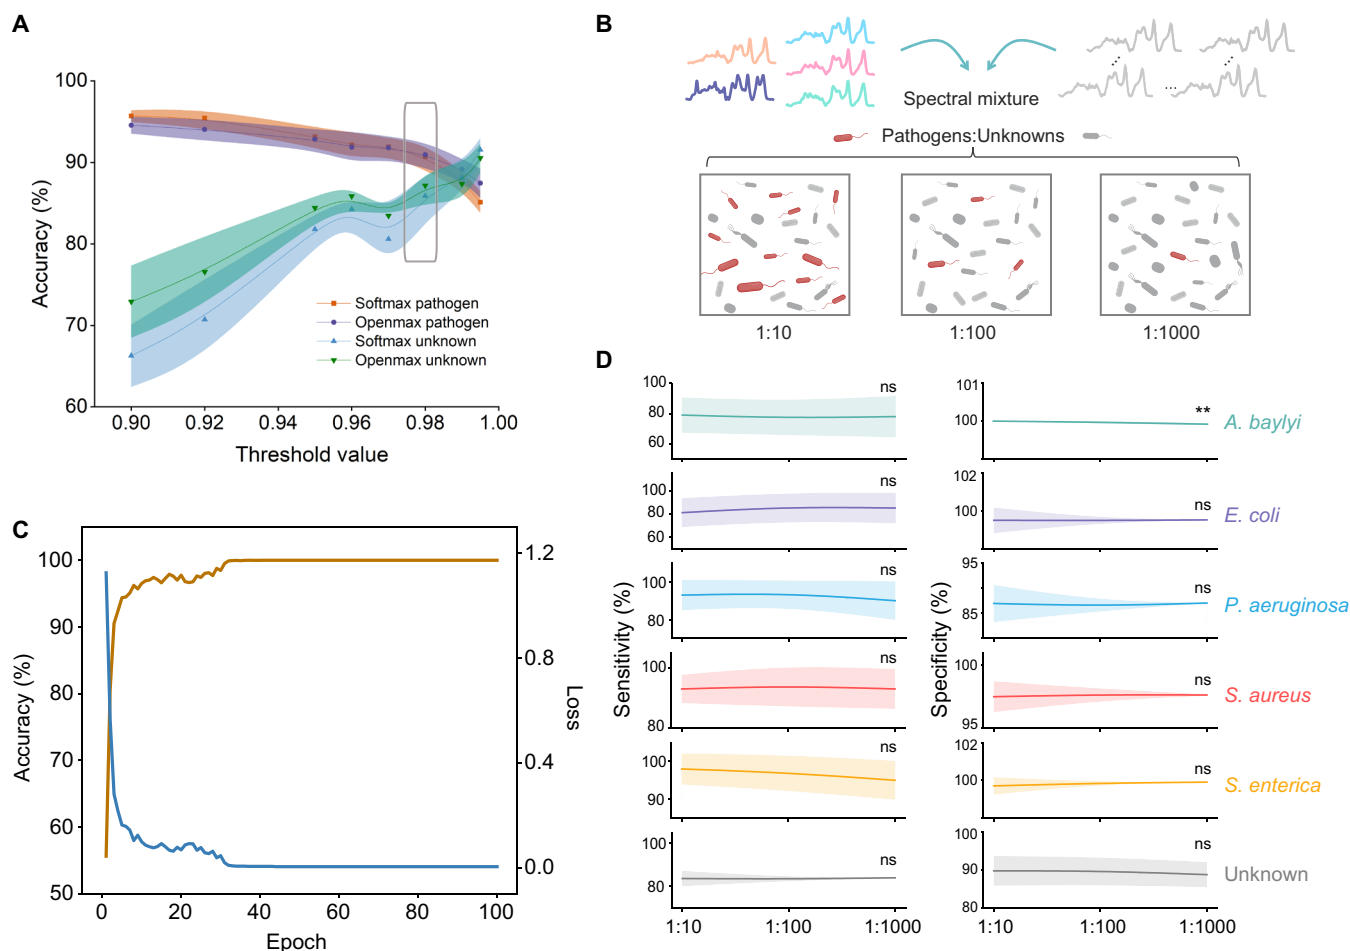 A
100
90
80
70
60
Accuracy (%)
0.90
0.92
0.94
0.96
0.98
1.00
Threshold value
Softmax pathogen
Openmax pathogen
Softmax unknown
Openmax unknown
B
Spectral mixture
...
...
...
Pathogens:Unknowns
1:10
1:100
1:1000
C
100
90
80
70
60
50
Accuracy (%)
1.2
0.8
0.4
0.0
Loss
0
20
40
60
80
100
Epoch
D
Sensitivity (%)
Specificity (%)
100
80
60
ns
101
100
**
A. baylyi
100
80
60
ns
102
100
ns
E. coli
100
80
ns
95
85
ns
P. aeruginosa
100
80
ns
100
95
ns
S. aureus
100
90
ns
102
100
ns
S. enterica
80
ns
100
90
80
ns
Unknown
1:10
1:100
1:1000
1:10
1:100
1:1000